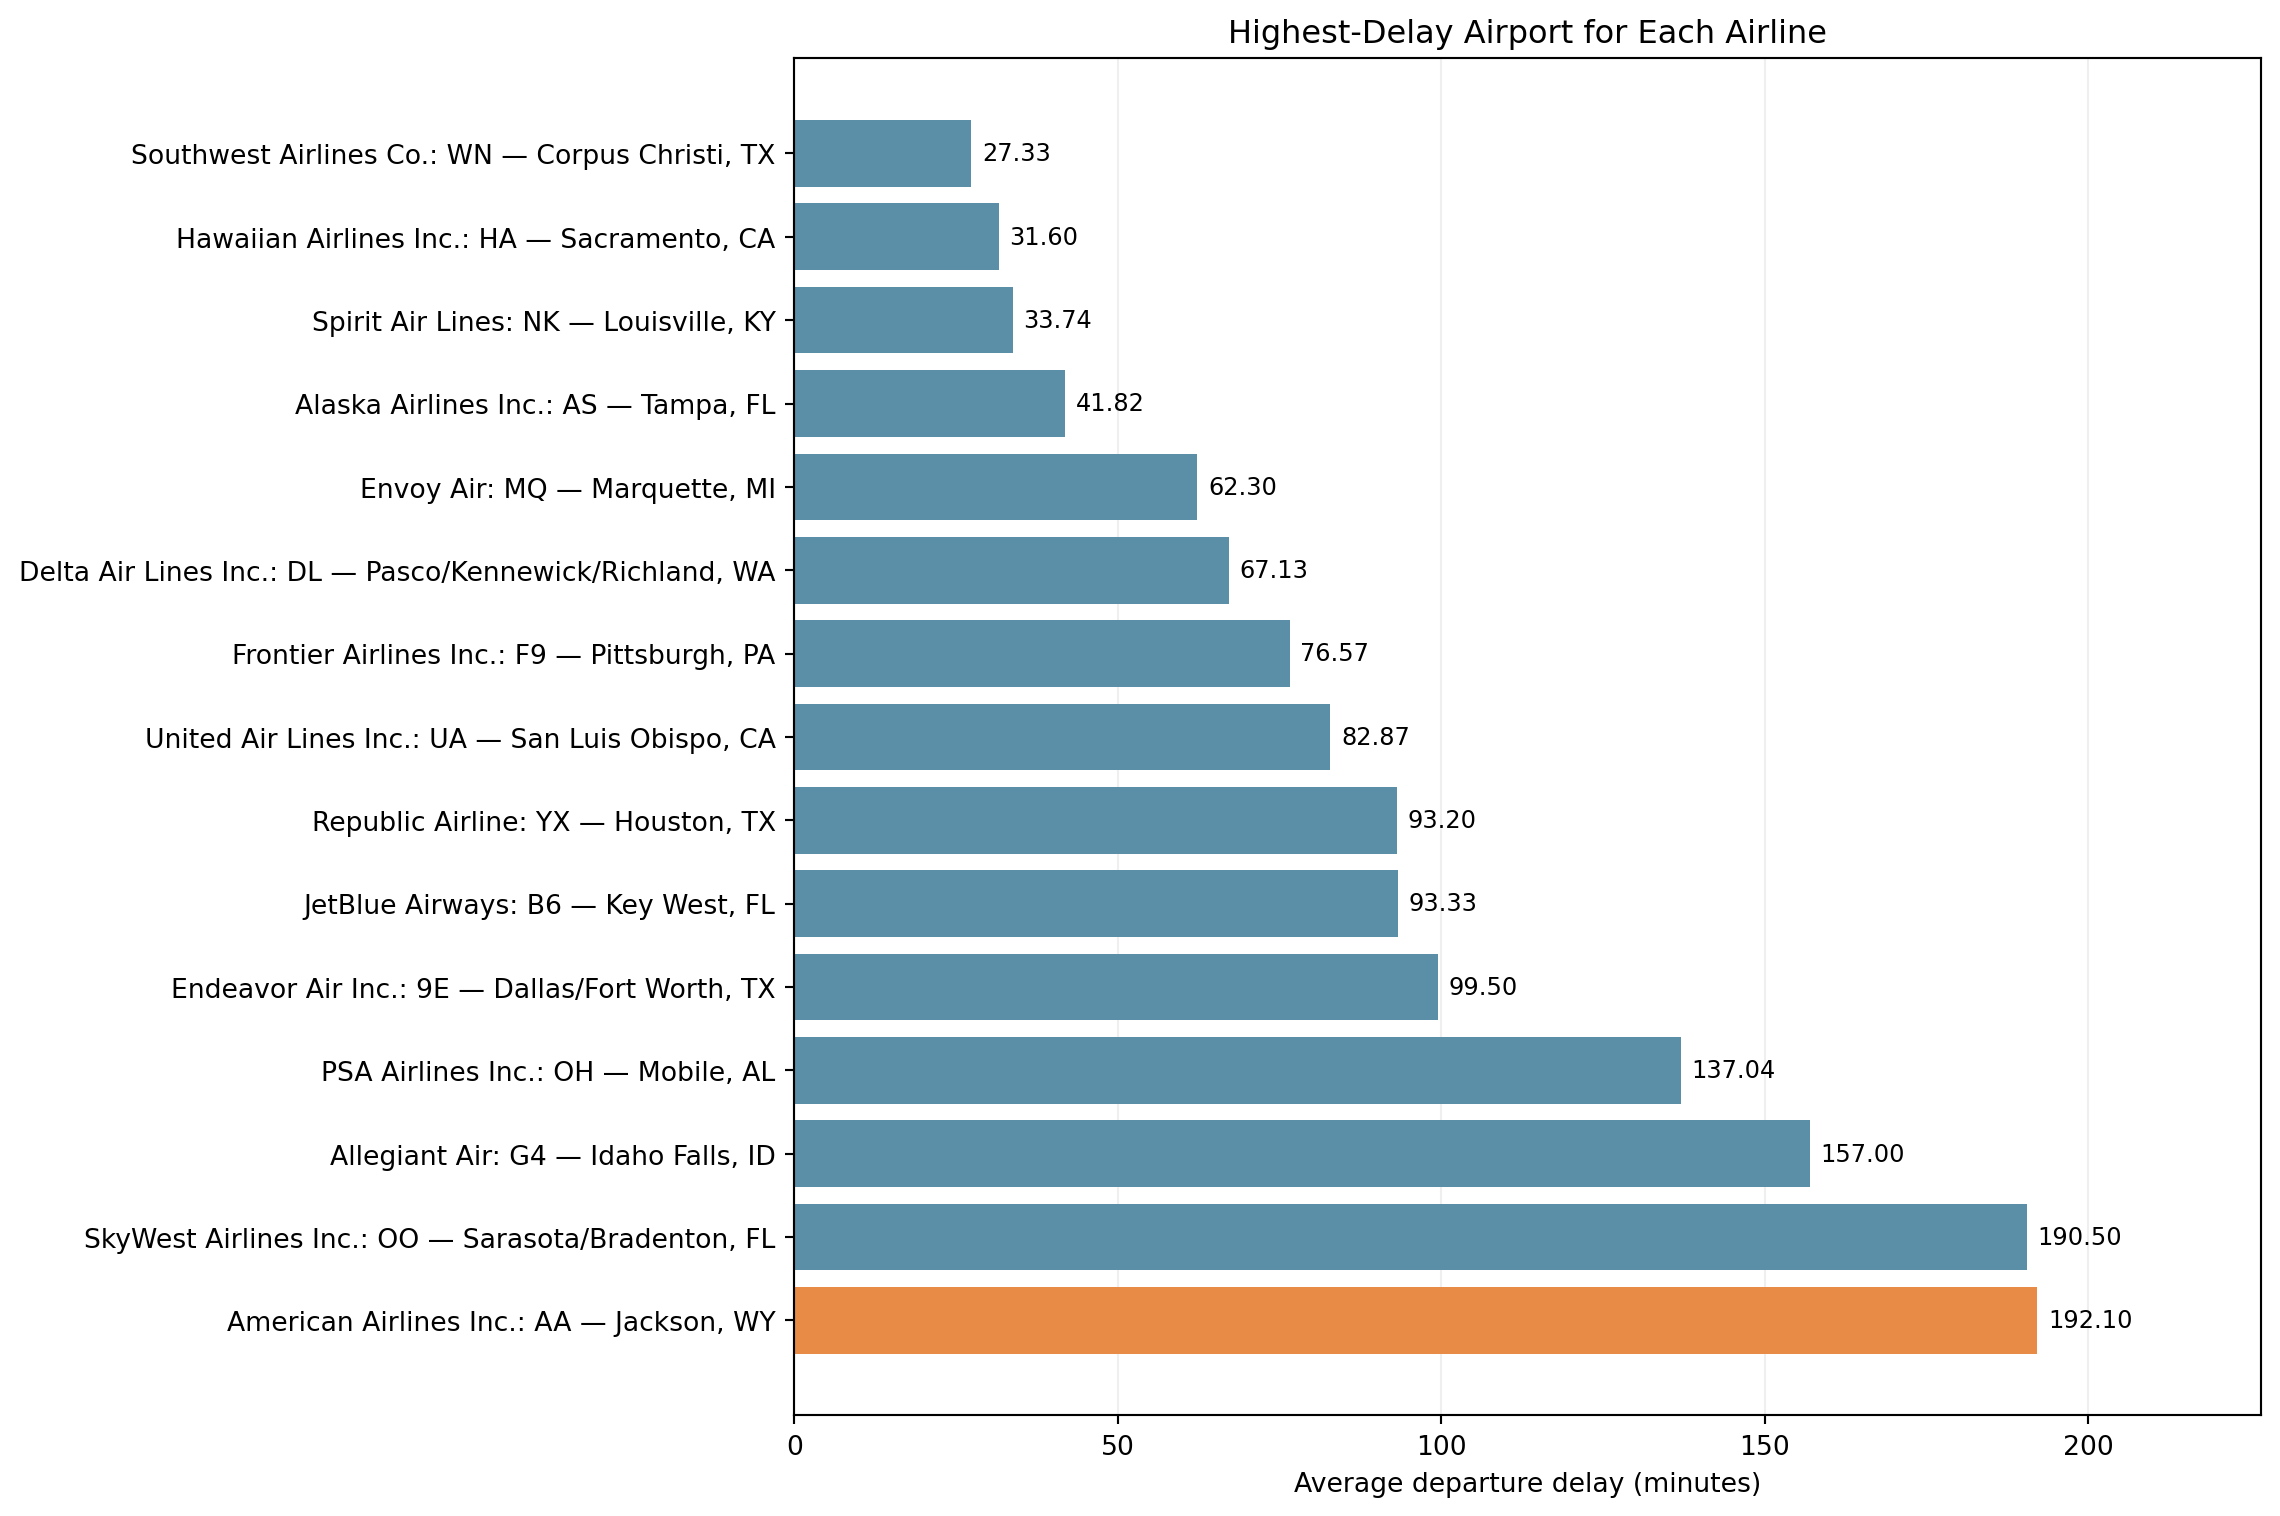 Highest-Delay Airport for Each Airline
Southwest Airlines Co.: WN — Corpus Christi, TX 27.33
Hawaiian Airlines Inc.: HA — Sacramento, CA 31.60
Spirit Air Lines: NK — Louisville, KY 33.74
Alaska Airlines Inc.: AS — Tampa, FL 41.82
Envoy Air: MQ — Marquette, MI 62.30
Delta Air Lines Inc.: DL — Pasco/Kennewick/Richland, WA 67.13
Frontier Airlines Inc.: F9 — Pittsburgh, PA 76.57
United Air Lines Inc.: UA — San Luis Obispo, CA 82.87
Republic Airline: YX — Houston, TX 93.20
JetBlue Airways: B6 — Key West, FL 93.33
Endeavor Air Inc.: 9E — Dallas/Fort Worth, TX 99.50
PSA Airlines Inc.: OH — Mobile, AL 137.04
Allegiant Air: G4 — Idaho Falls, ID 157.00
SkyWest Airlines Inc.: OO — Sarasota/Bradenton, FL 190.50
American Airlines Inc.: AA — Jackson, WY 192.10
0 50 100 150 200
Average departure delay (minutes)